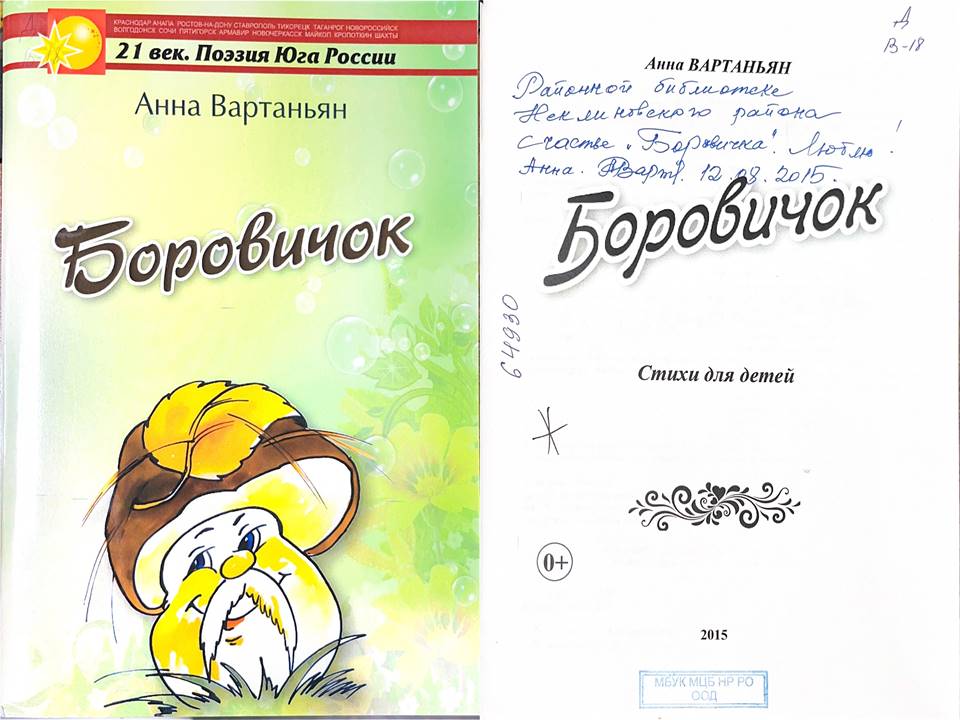 КРАСНОДАР АНАПА РОСТОВ-НА-ДОНУ СТАВРОПОЛЬ ТИХОРЕЦК ТАГАНРОГ НОВОРОССИЙСК
ВОЛГОДОНСК СОЧИ ПЯТИГОРСК АРМАВИР НОВОЧЕРКАССК МАЙКОП КРОПОТКИН ШАХТЫ
21 век. Поэзия Юга России
Анна Вартаньян
Боровичок
Д
В-18
Анна ВАРТАНЬЯН
Районной библиотеке
Неклиновского района
счастье „Боровичка". Люблю!
Анна. АВарт. 12.08.2015.
Боровичок
64930
Стихи для детей
Ж
0+
2015
МБУК МЦБ НР РО
ООД